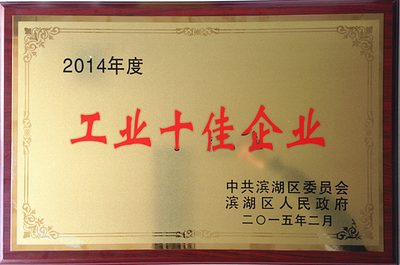 2014年度
工业十佳企业
中共滨湖区委员会
滨湖区人民政府
二〇一五年二月